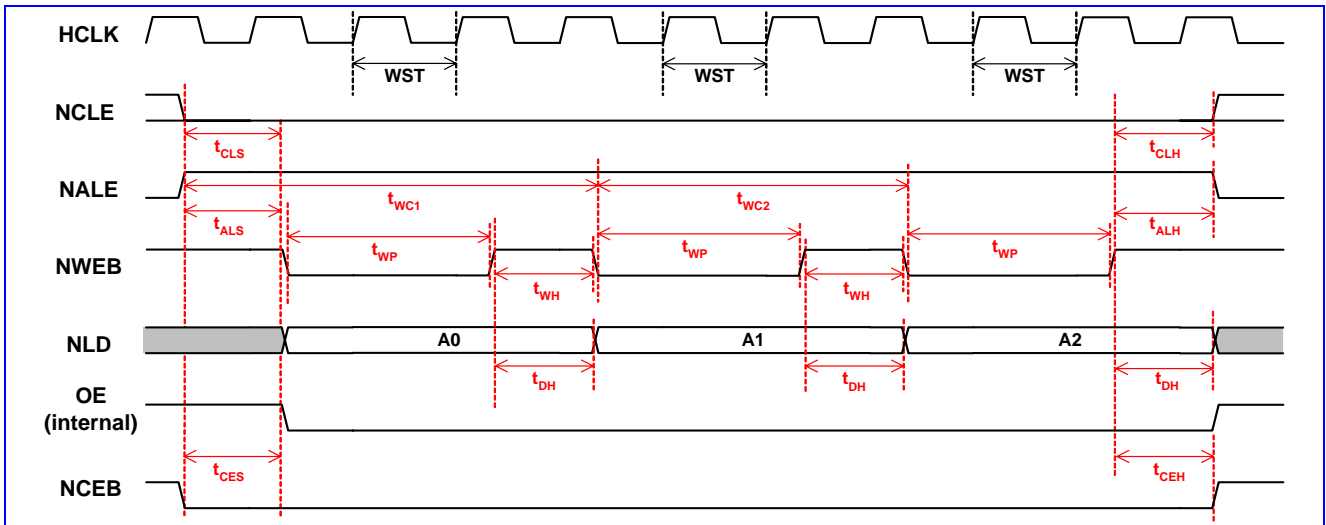 HCLK
WST WST WST
NCLE
tCLS tCLH
NALE
tWC1 tWC2
tALS tALH
NWEB
tWP tWP tWP
tWH tWH
NLD
A0 A1 A2
tDH tDH tDH
OE
(internal)
tCES tCEH
NCEB